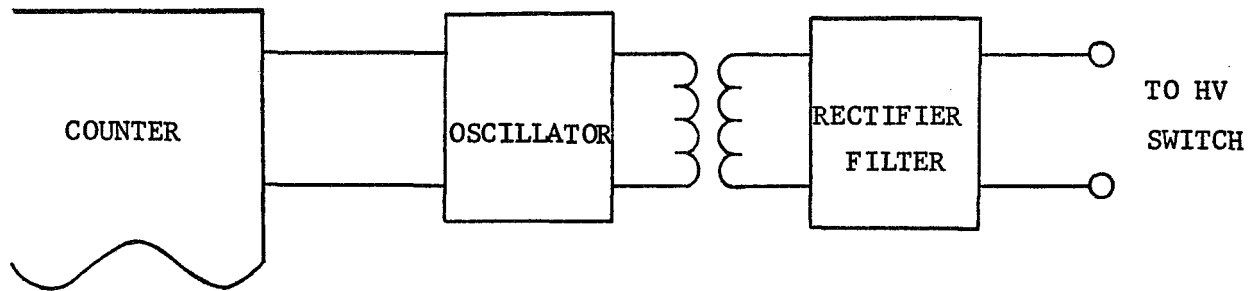 COUNTER
OSCILLATOR
RECTIFIER
FILTER
TO HV
SWITCH